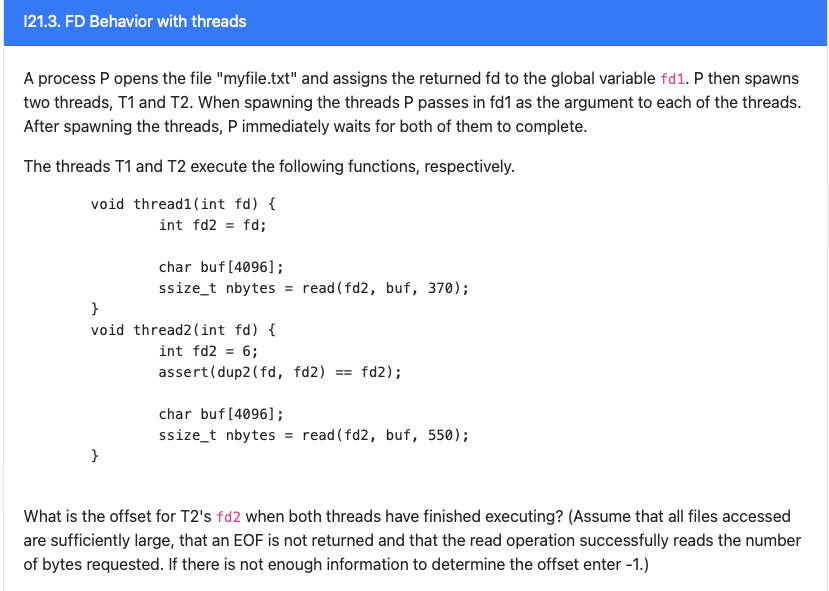 I21.3. FD Behavior with threads
A process P opens the file "myfile.txt" and assigns the returned fd to the global variable fd1. P then spawns
two threads, T1 and T2. When spawning the threads P passes in fd1 as the argument to each of the threads.
After spawning the threads, P immediately waits for both of them to complete.
The threads T1 and T2 execute the following functions, respectively.
void thread1(int fd) {
int fd2 = fd;
char buf[4096];
ssize_t nbytes = read(fd2, buf, 370);
}
void thread2(int fd) {
int fd2 = 6;
assert(dup2(fd, fd2) == fd2);
char buf[4096];
ssize_t nbytes = read(fd2, buf, 550);
}
What is the offset for T2's fd2 when both threads have finished executing? (Assume that all files accessed
are sufficiently large, that an EOF is not returned and that the read operation successfully reads the number
of bytes requested. If there is not enough information to determine the offset enter -1.)